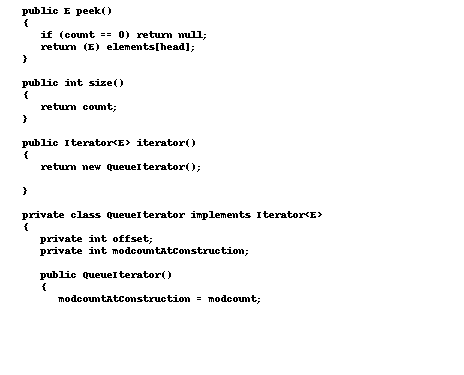 public E peek()
{
if (count == 0) return null;
return (E) elements[head];
}
public int size()
{
return count;
}
public Iterator<E> iterator()
{
return new QueueIterator();
}
private class QueueIterator implements Iterator<E>
{
private int offset;
private int modcountAtConstruction;
public QueueIterator()
{
modcountAtConstruction = modcount;